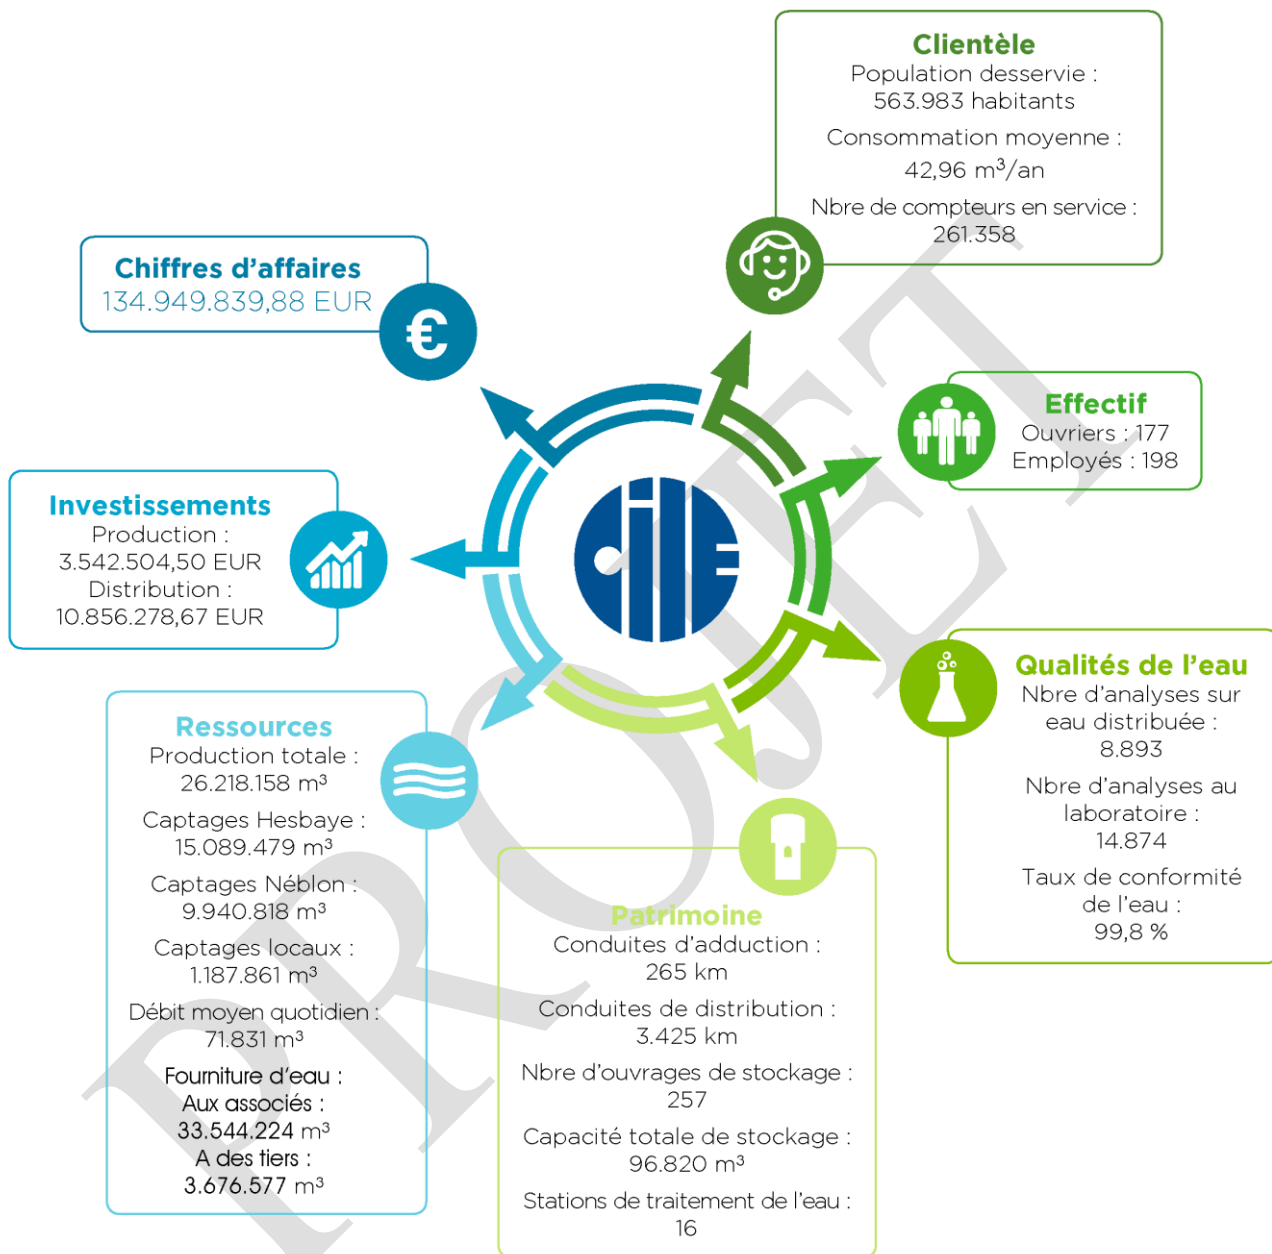 Clientèle
Population desservie :
563.983 habitants
Consommation moyenne :
42,96 m³/an
Nbre de compteurs en service :
261.358
Chiffres d'affaires
134.949.839,88 EUR
€
Effectif
Ouvriers : 177
Employés : 198
Investissements
Production :
3.542.504,50 EUR
Distribution :
10.856.278,67 EUR
cile
Qualités de l'eau
Nbre d'analyses sur
eau distribuée :
8.893
Nbre d'analyses au
laboratoire :
14.874
Taux de conformité
de l'eau :
99,8 %
Ressources
Production totale :
26.218.158 m³
Captages Hesbaye :
15.089.479 m³
Captages Néblon :
9.940.818 m³
Captages locaux :
1.187.861 m³
Débit moyen quotidien :
71.831 m³
Fourniture d'eau :
Aux associés :
33.544.224 m³
A des tiers :
3.676.577 m³
Patrimoine
Conduites d'adduction :
265 km
Conduites de distribution :
3.425 km
Nbre d'ouvrages de stockage :
257
Capacité totale de stockage :
96.820 m³
Stations de traitement de l'eau :
16
PROJET